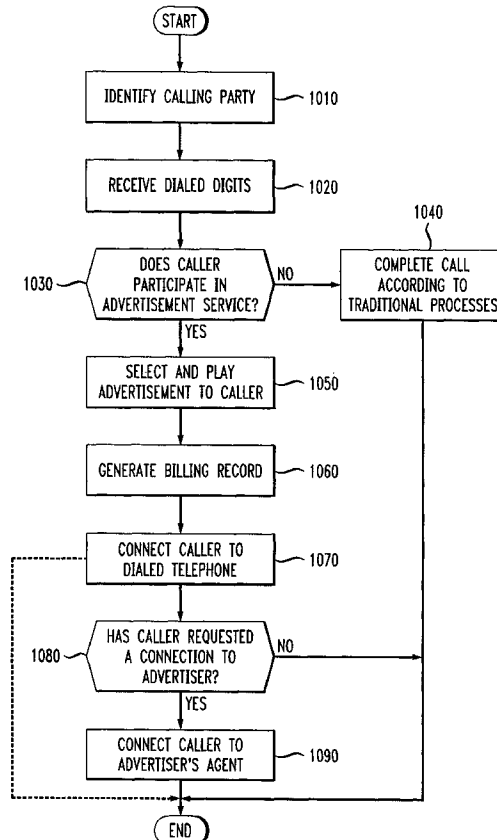 START
IDENTIFY CALLING PARTY
1010
RECEIVE DIALED DIGITS
1020
1030
DOES CALLER
PARTICIPATE IN
ADVERTISEMENT SERVICE?
NO
1040
COMPLETE CALL
ACCORDING TO
TRADITIONAL PROCESSES
YES
SELECT AND PLAY
ADVERTISEMENT TO CALLER
1050
GENERATE BILLING RECORD
1060
CONNECT CALLER TO
DIALED TELEPHONE
1070
1080
HAS CALLER REQUESTED
A CONNECTION TO
ADVERTISER?
NO
YES
CONNECT CALLER TO
ADVERTISER'S AGENT
1090
END